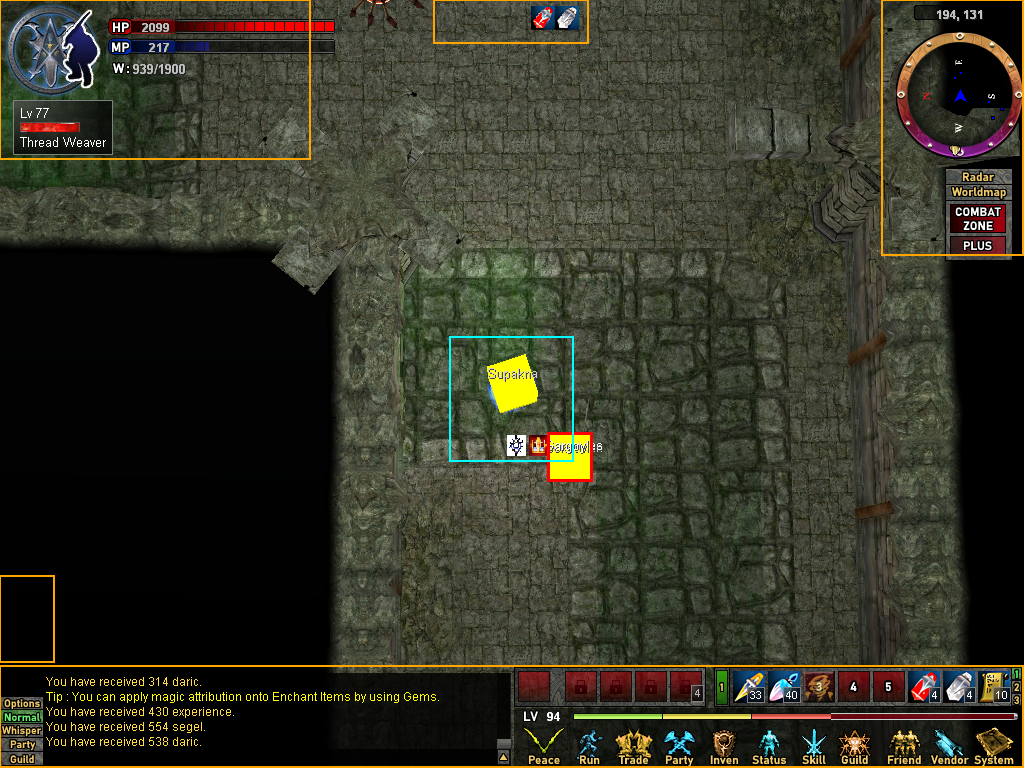 HP 2099
MP 217
W: 939/1900
Lv 77
Thread Weaver
194, 131
E
S
W
Radar
Worldmap
COMBAT
ZONE
PLUS
Supakna
You have received 314 daric.
Tip : You can apply magic attribution onto Enchant Items by using Gems.
You have received 430 experience.
You have received 554 segel.
You have received 538 daric.
Options
Normal
Whisper
Party
Guild
4
1
33
40
3
4
5
4
4
10
1
2
3
LV 94
Peace
Run
Trade
Party
Inven
Status
Skill
Guild
Friend
Vendor
System